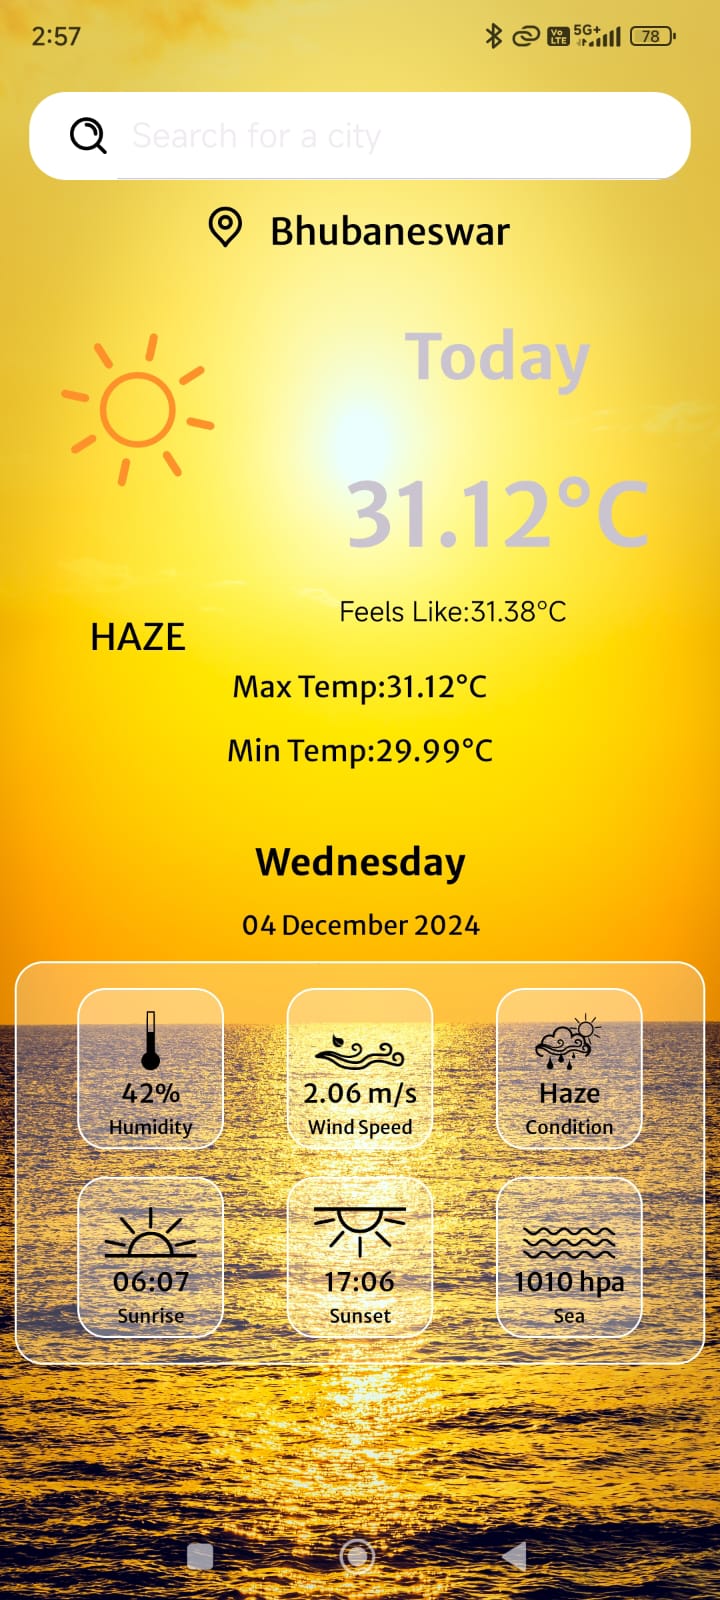 2:57
Vo LTE 5G+ 78
Search for a city
Bhubaneswar
Today
31.12°C
Feels Like:31.38°C
HAZE
Max Temp:31.12°C
Min Temp:29.99°C
Wednesday
04 December 2024
42% 2.06 m/s Haze
Humidity Wind Speed Condition
06:07 17:06 1010 hpa
Sunrise Sunset Sea